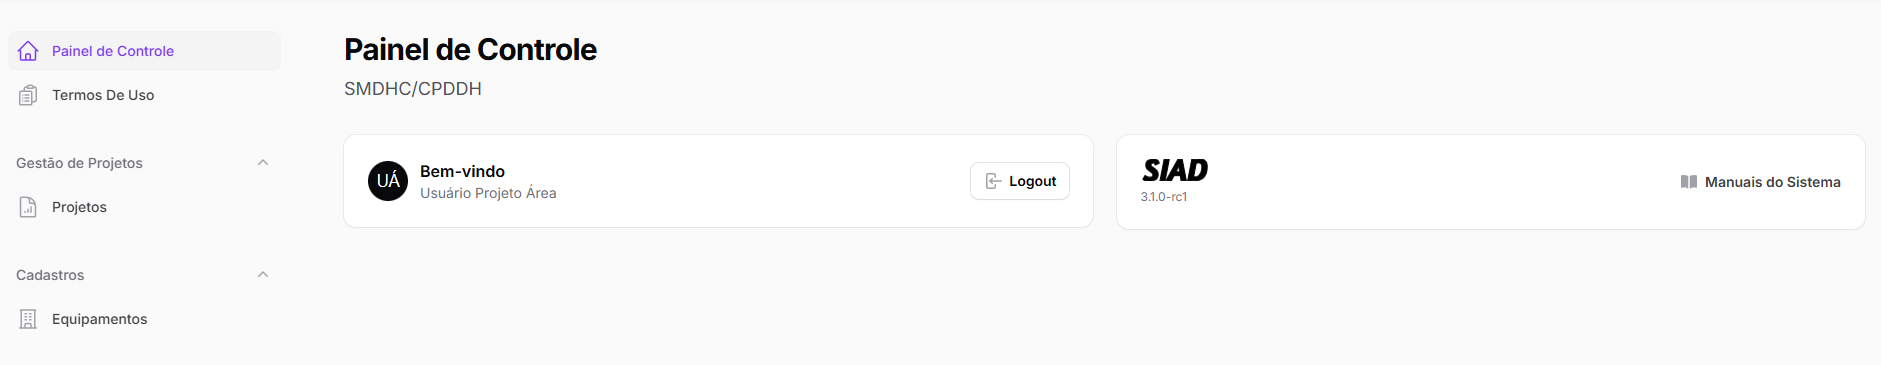 Painel de Controle
Termos De Uso
Gestão de Projetos
Projetos
Cadastros
Equipamentos
Painel de Controle
SMDHC/CPDDH
UÁ
Bem-vindo
Usuário Projeto Área
Logout
SIAD
3.1.0-rc1
Manuais do Sistema